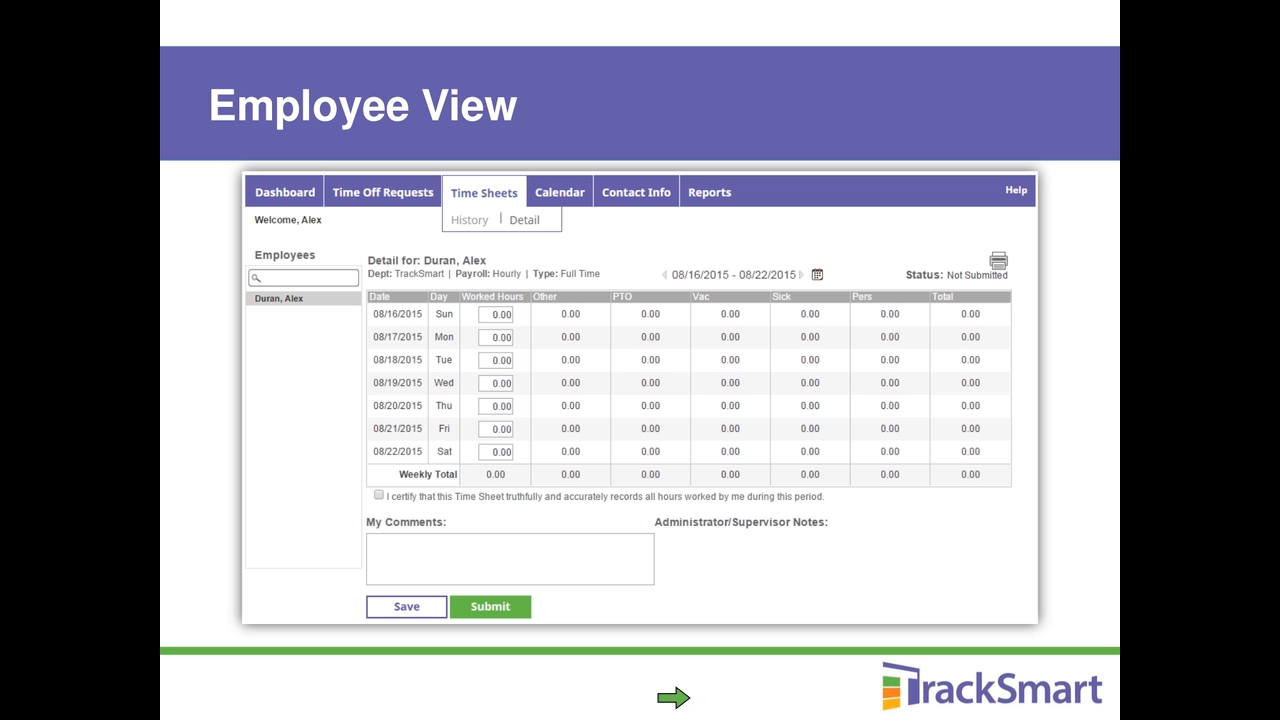 Employee View
Dashboard Time Off Requests Time Sheets Calendar Contact Info Reports Help
Welcome, Alex
History | Detail
Employees
Duran, Alex
Detail for: Duran, Alex
Dept: TrackSmart | Payroll: Hourly | Type: Full Time
08/16/2015 - 08/22/2015
Status: Not Submitted
Date Day Worked Hours Other PTO Vac Sick Pers Total
08/16/2015 Sun 0.00 0.00 0.00 0.00 0.00 0.00 0.00
08/17/2015 Mon 0.00 0.00 0.00 0.00 0.00 0.00 0.00
08/18/2015 Tue 0.00 0.00 0.00 0.00 0.00 0.00 0.00
08/19/2015 Wed 0.00 0.00 0.00 0.00 0.00 0.00 0.00
08/20/2015 Thu 0.00 0.00 0.00 0.00 0.00 0.00 0.00
08/21/2015 Fri 0.00 0.00 0.00 0.00 0.00 0.00 0.00
08/22/2015 Sat 0.00 0.00 0.00 0.00 0.00 0.00 0.00
Weekly Total 0.00 0.00 0.00 0.00 0.00 0.00 0.00
I certify that this Time Sheet truthfully and accurately records all hours worked by me during this period.
My Comments: Administrator/Supervisor Notes:
Save Submit
TrackSmart